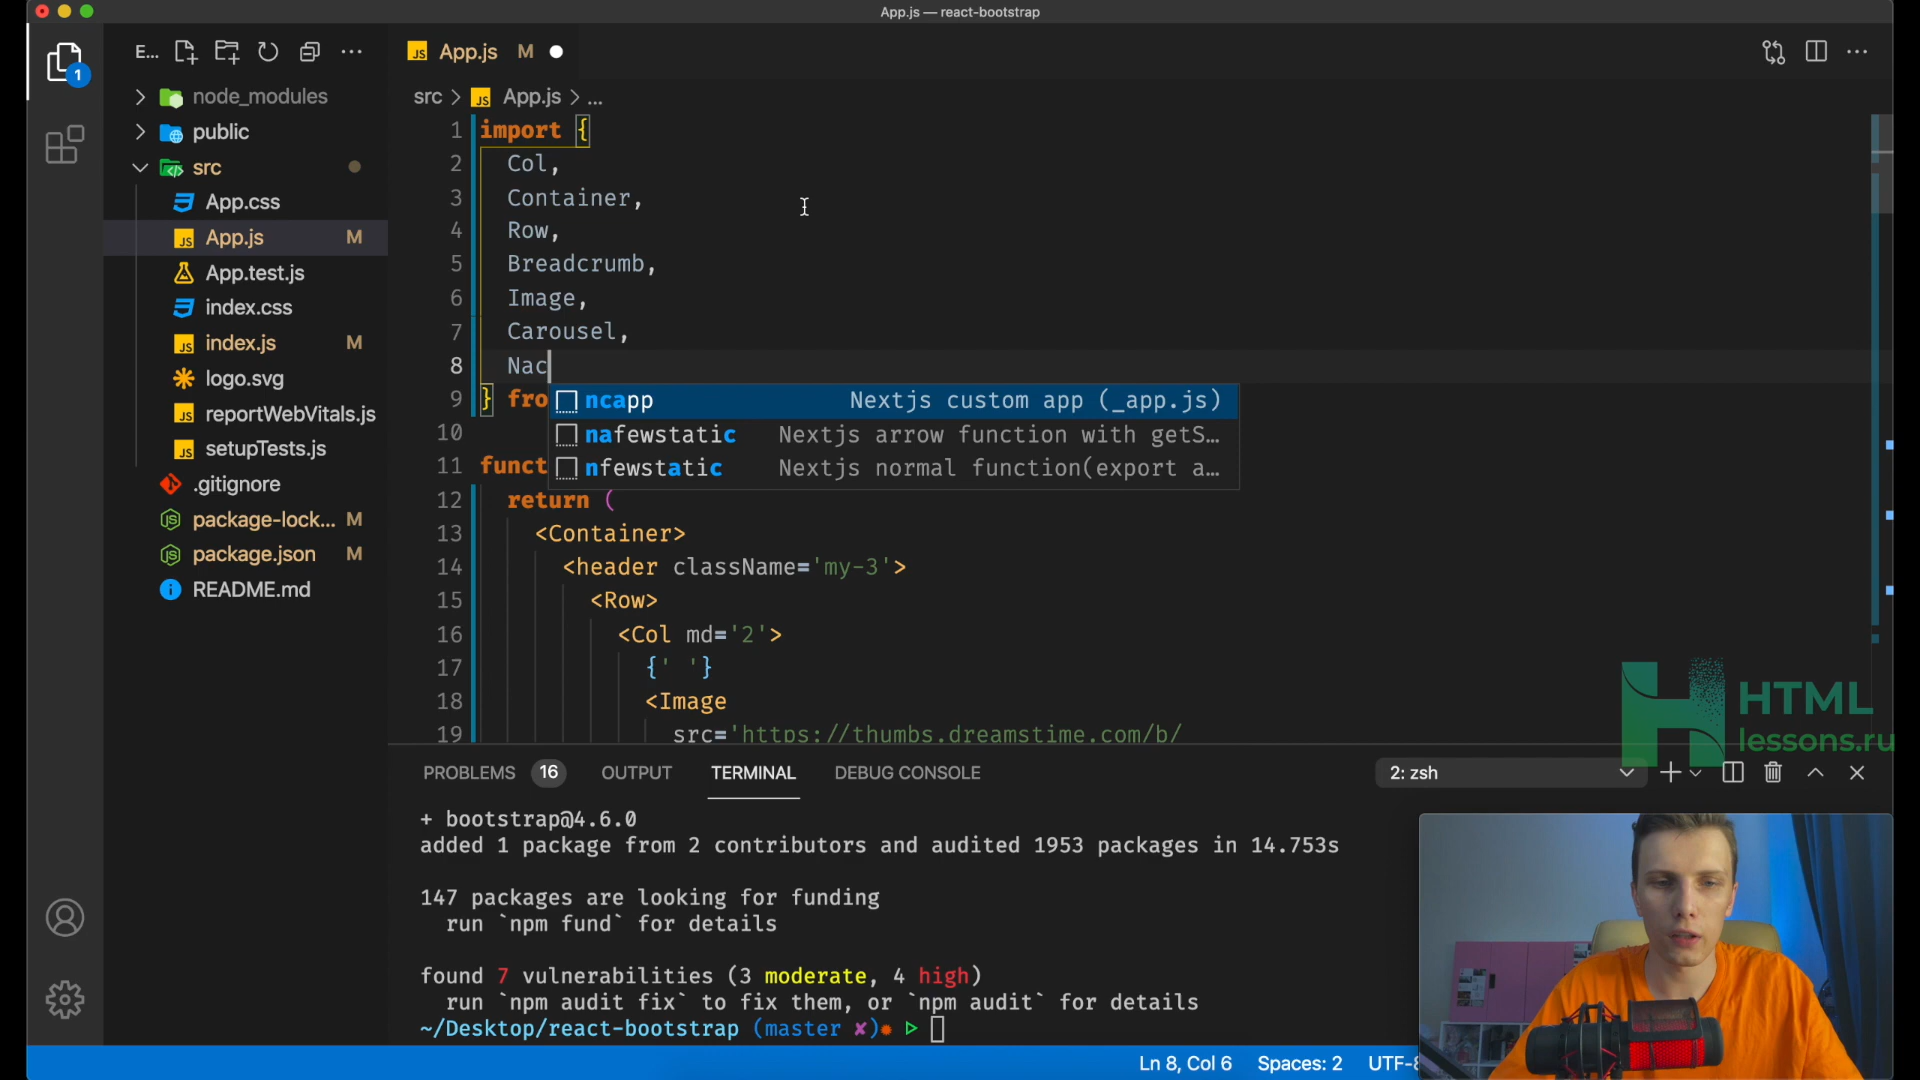 App.js — react-bootstrap
E...
App.js M
src > App.js > ...
node_modules
public
src
App.css
App.js M
App.test.js
index.css
index.js M
logo.svg
reportWebVitals.js
setupTests.js
.gitignore
package-lock... M
package.json M
README.md
1
1 import {
2 Col,
3 Container,
4 Row,
5 Breadcrumb,
6 Image,
7 Carousel,
8 Nac
9 } fro
ncapp Nextjs custom app (_app.js)
nafewstatic Nextjs arrow function with getS...
nfewstatic Nextjs normal function(export a...
10
11 funct
12 return (
13 <Container>
14 <header className='my-3'>
15 <Row>
16 <Col md='2'>
17 {' '}
18 <Image
19 src='https://thumbs.dreamstime.com/b/
HTML
lessons.ru
PROBLEMS 16 OUTPUT TERMINAL DEBUG CONSOLE 2: zsh
+ bootstrap@4.6.0
added 1 package from 2 contributors and audited 1953 packages in 14.753s
147 packages are looking for funding
run `npm fund` for details
found 7 vulnerabilities (3 moderate, 4 high)
run `npm audit fix` to fix them, or `npm audit` for details
~/Desktop/react-bootstrap (master ✘)✹ ▷
Ln 8, Col 6 Spaces: 2 UTF-8